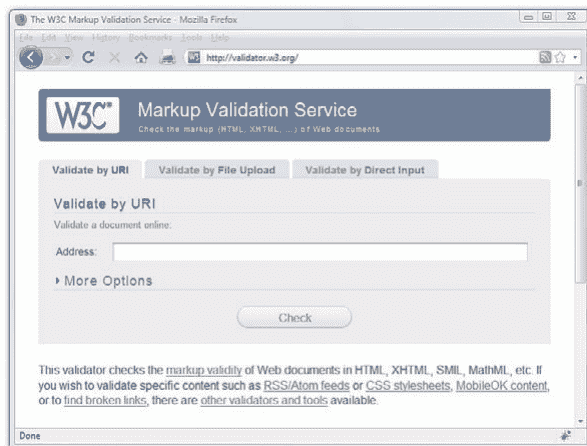 The W3C Markup Validation Service - Mozilla Firefox
File Edit View History Bookmarks Tools Help
W3 http://validator.w3.org/
W3C® Markup Validation Service
Check the markup (HTML, XHTML, ...) of Web documents
Validate by URI Validate by File Upload Validate by Direct Input
Validate by URI
Validate a document online:
Address:
More Options
Check
This validator checks the markup validity of Web documents in HTML, XHTML, SMIL, MathML, etc. If
you wish to validate specific content such as RSS/Atom feeds or CSS stylesheets, MobileOK content,
or to find broken links, there are other validators and tools available.
Done